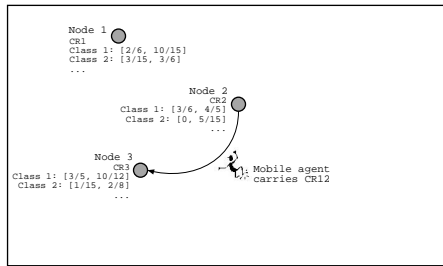 Node 1
CR1
Class 1: [2/6, 10/15]
Class 2: [3/15, 3/6]
...
Node 2
CR2
Class 1: [3/6, 4/5]
Class 2: [0, 5/15]
...
Node 3
CR3
Class 1: [3/5, 10/12]
Class 2: [1/15, 2/8]
...
Mobile agent
carries CR12